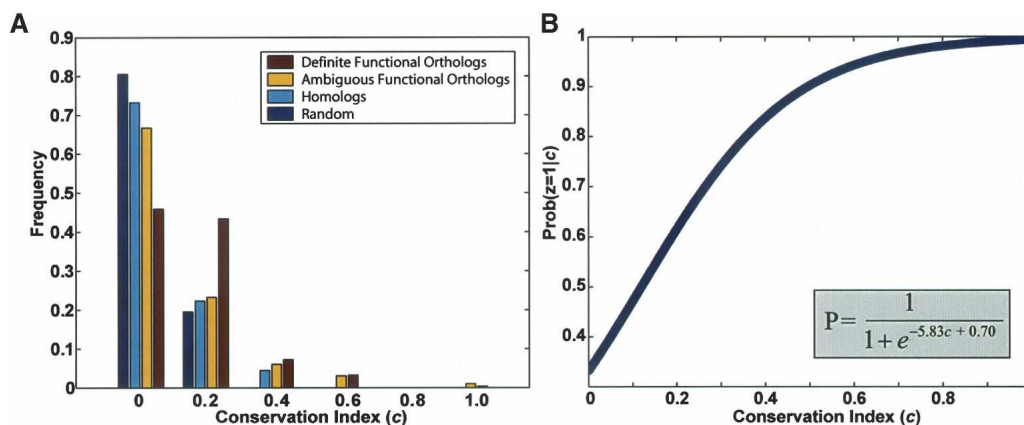 A
0.9
0.8
0.7
0.6
0.5
0.4
0.3
0.2
0.1
0
Frequency
Definite Functional Orthologs
Ambiguous Functional Orthologs
Homologs
Random
0 0.2 0.4 0.6 0.8 1.0
Conservation Index (c)
B
1
0.9
0.8
0.7
0.6
0.5
0.4
Prob(z=1|c)
P= 1 / 1+e^-5.83c + 0.70
0 0.2 0.4 0.6 0.8
Conservation Index (c)